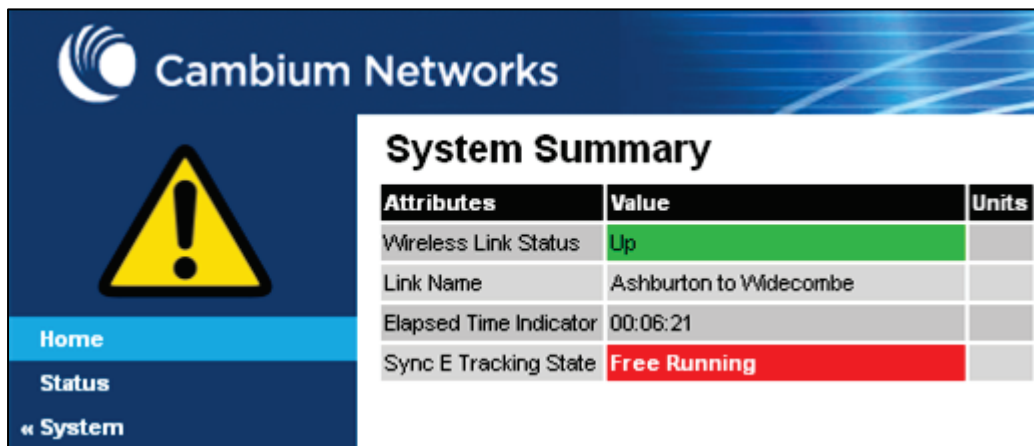 Cambium Networks
System Summary
Attributes Value Units
Wireless Link Status Up
Link Name Ashburton to Widecombe
Elapsed Time Indicator 00:06:21
Sync E Tracking State Free Running
Home
Status
« System